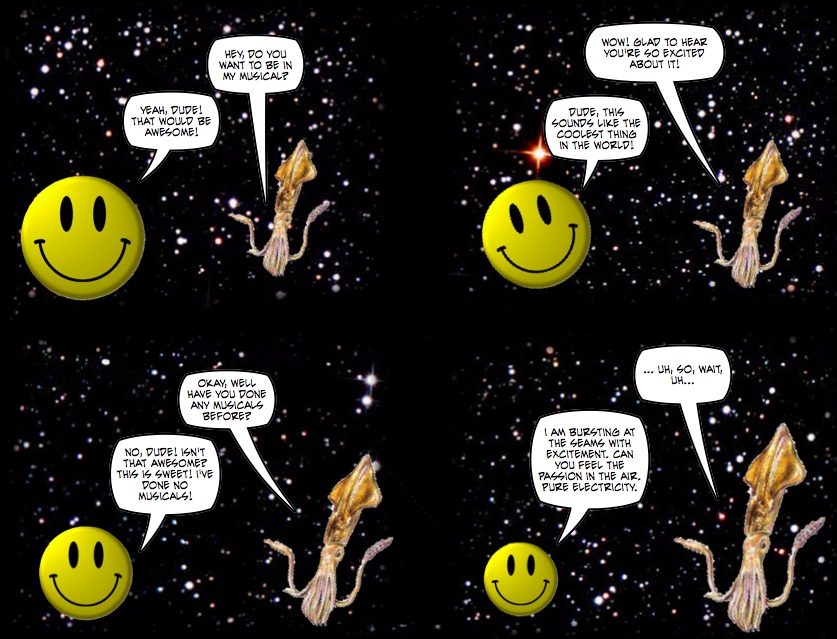 HEY, DO YOU
WANT TO BE IN
MY MUSICAL?
YEAH, DUDE!
THAT WOULD BE
AWESOME!
WOW! GLAD TO HEAR
YOU'RE SO EXCITED
ABOUT IT!
DUDE, THIS
SOUNDS LIKE THE
COOLEST THING
IN THE WORLD!
OKAY, WELL
HAVE YOU DONE
ANY MUSICALS
BEFORE?
NO, DUDE! ISN'T
THAT AWESOME?
THIS IS SWEET! I'VE
DONE NO
MUSICALS!
... UH, SO, WAIT,
UH...
I AM BURSTING AT
THE SEAMS WITH
EXCITEMENT. CAN
YOU FEEL THE
PASSION IN THE AIR.
PURE ELECTRICITY.